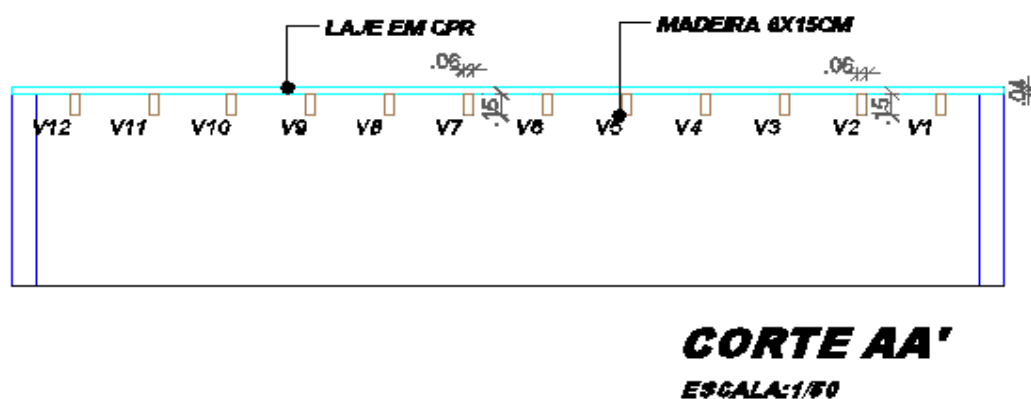 LAJE EM CPR
MADEIRA 6X15CM
.06
.06
.04
.15
.15
V12 V11 V10 V9 V8 V7 V6 V5 V4 V3 V2 V1
CORTE AA'
ESCALA:1/50